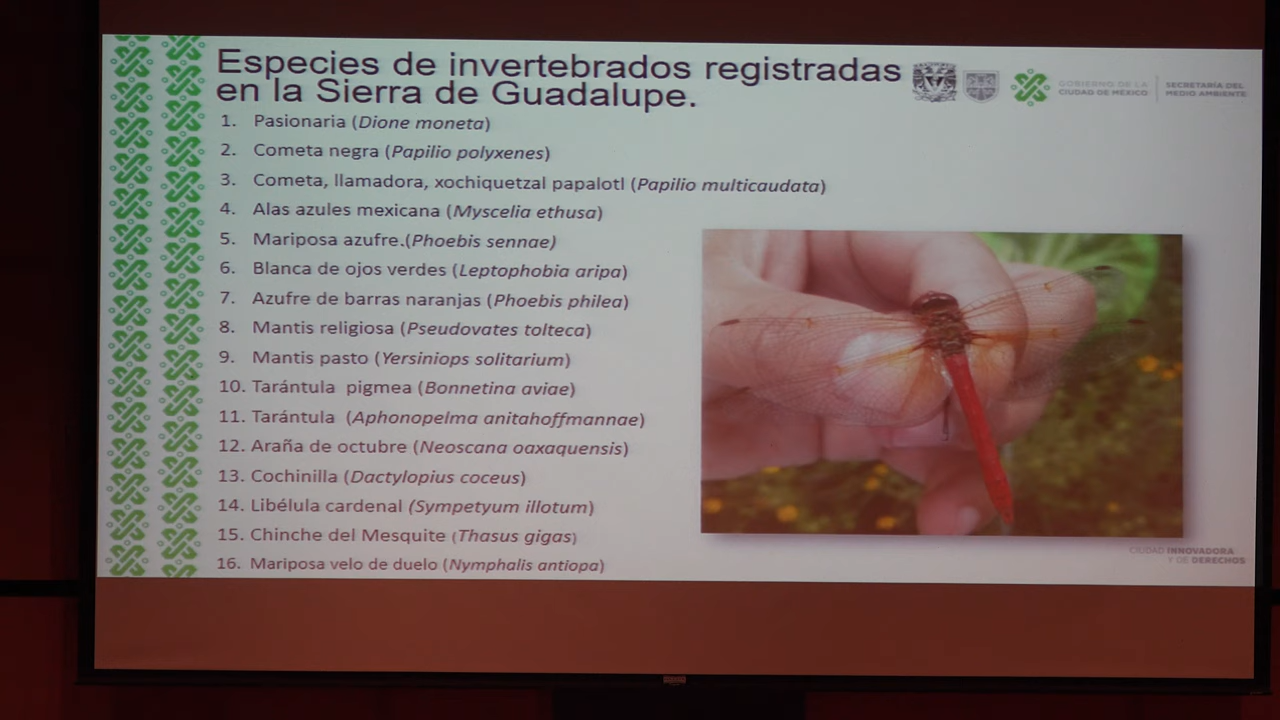 Especies de invertebrados registradas
en la Sierra de Guadalupe.
GOBIERNO DE LA
CIUDAD DE MÉXICO
SECRETARÍA DEL
MEDIO AMBIENTE
1. Pasionaria (Dione moneta)
2. Cometa negra (Papilio polyxenes)
3. Cometa, llamadora, xochiquetzal papalotl (Papilio multicaudata)
4. Alas azules mexicana (Myscelia ethusa)
5. Mariposa azufre.(Phoebis sennae)
6. Blanca de ojos verdes (Leptophobia aripa)
7. Azufre de barras naranjas (Phoebis philea)
8. Mantis religiosa (Pseudovates tolteca)
9. Mantis pasto (Yersiniops solitarium)
10. Tarántula pigmea (Bonnetina aviae)
11. Tarántula (Aphonopelma anitahoffmannae)
12. Araña de octubre (Neoscana oaxaquensis)
13. Cochinilla (Dactylopius coceus)
14. Libélula cardenal (Sympetyum illotum)
15. Chinche del Mesquite (Thasus gigas)
16. Mariposa velo de duelo (Nymphalis antiopa)
CIUDAD INNOVADORA
Y DE DERECHOS